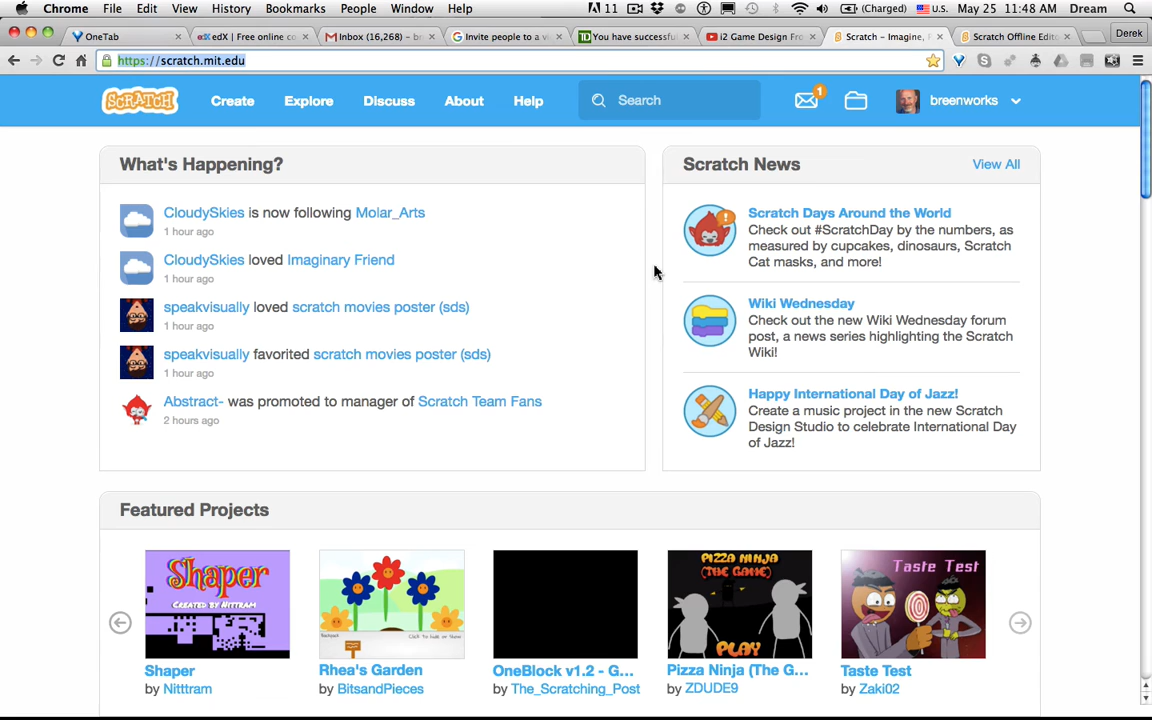 Chrome File Edit View History Bookmarks People Window Help 11 (Charged) U.S. May 25 11:48 AM Dream
OneTab edX | Free online co Inbox (16,268) – br Invite people to a v You have successful i2 Game Design Fro Scratch – Imagine, P Scratch Offline Edito Derek
https://scratch.mit.edu
SCRATCH Create Explore Discuss About Help Search 1 breenworks
What's Happening?
CloudySkies is now following Molar_Arts
1 hour ago
CloudySkies loved Imaginary Friend
1 hour ago
speakvisually loved scratch movies poster (sds)
1 hour ago
speakvisually favorited scratch movies poster (sds)
1 hour ago
Abstract- was promoted to manager of Scratch Team Fans
2 hours ago
Scratch News View All
Scratch Days Around the World
Check out #ScratchDay by the numbers, as
measured by cupcakes, dinosaurs, Scratch
Cat masks, and more!
Wiki Wednesday
Check out the new Wiki Wednesday forum
post, a news series highlighting the Scratch
Wiki!
Happy International Day of Jazz!
Create a music project in the new Scratch
Design Studio to celebrate International Day
of Jazz!
Featured Projects
Shaper
CREATED BY NITTRAM
PIZZA NINJA
(THE GAME)
PLAY
Taste Test
Shaper
by Nitttram
Rhea's Garden
by BitsandPieces
OneBlock v1.2 - G...
by The_Scratching_Post
Pizza Ninja (The G...
by ZDUDE9
Taste Test
by Zaki02